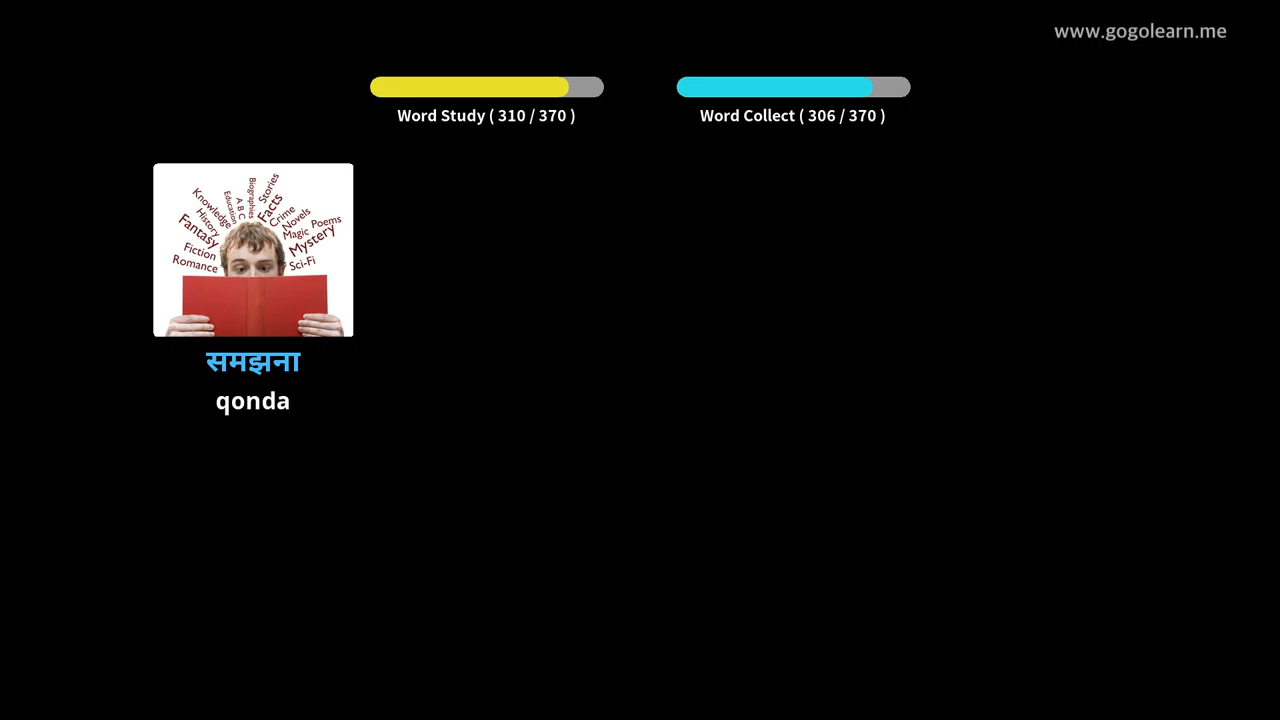 www.gogolearn.me
Word Study ( 310 / 370 )
Word Collect ( 306 / 370 )
Knowledge
History
Fantasy
Fiction
Romance
Education
A B C
Biographies
Stories
Facts
Crime
Novels
Magic
Poems
Mystery
Sci-Fi
समझना
qonda